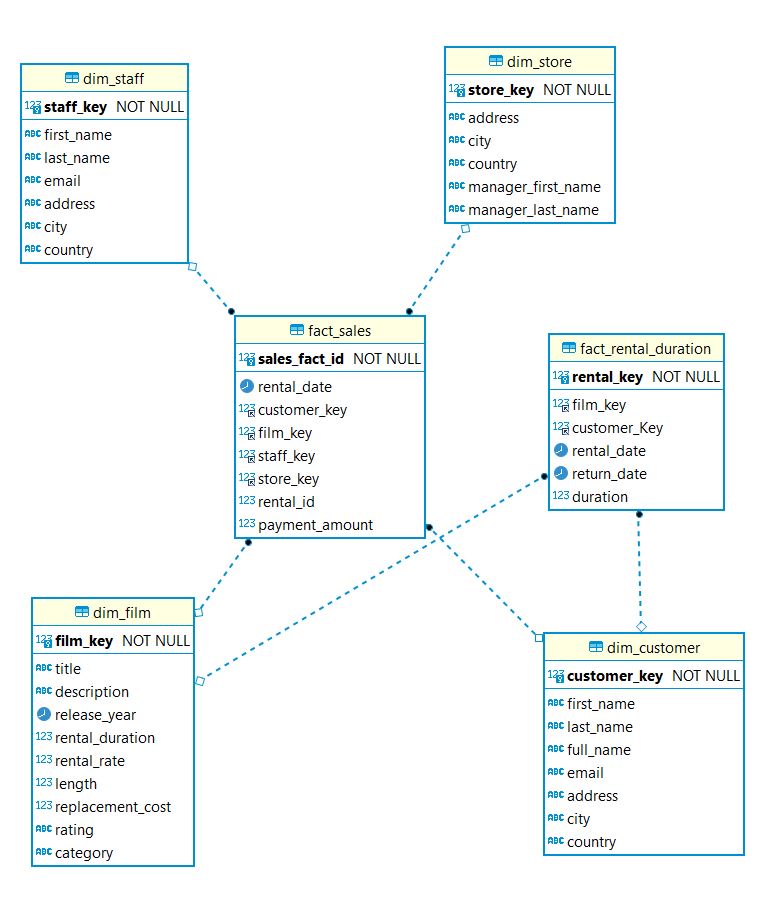 dim_staff
123 staff_key NOT NULL
ABC first_name
ABC last_name
ABC email
ABC address
ABC city
ABC country
dim_store
123 store_key NOT NULL
ABC address
ABC city
ABC country
ABC manager_first_name
ABC manager_last_name
fact_sales
123 sales_fact_id NOT NULL
rental_date
123 customer_key
123 film_key
123 staff_key
123 store_key
123 rental_id
123 payment_amount
fact_rental_duration
123 rental_key NOT NULL
123 film_key
123 customer_Key
rental_date
return_date
123 duration
dim_film
123 film_key NOT NULL
ABC title
ABC description
release_year
123 rental_duration
123 rental_rate
123 length
123 replacement_cost
ABC rating
ABC category
dim_customer
123 customer_key NOT NULL
ABC first_name
ABC last_name
ABC full_name
ABC email
ABC address
ABC city
ABC country